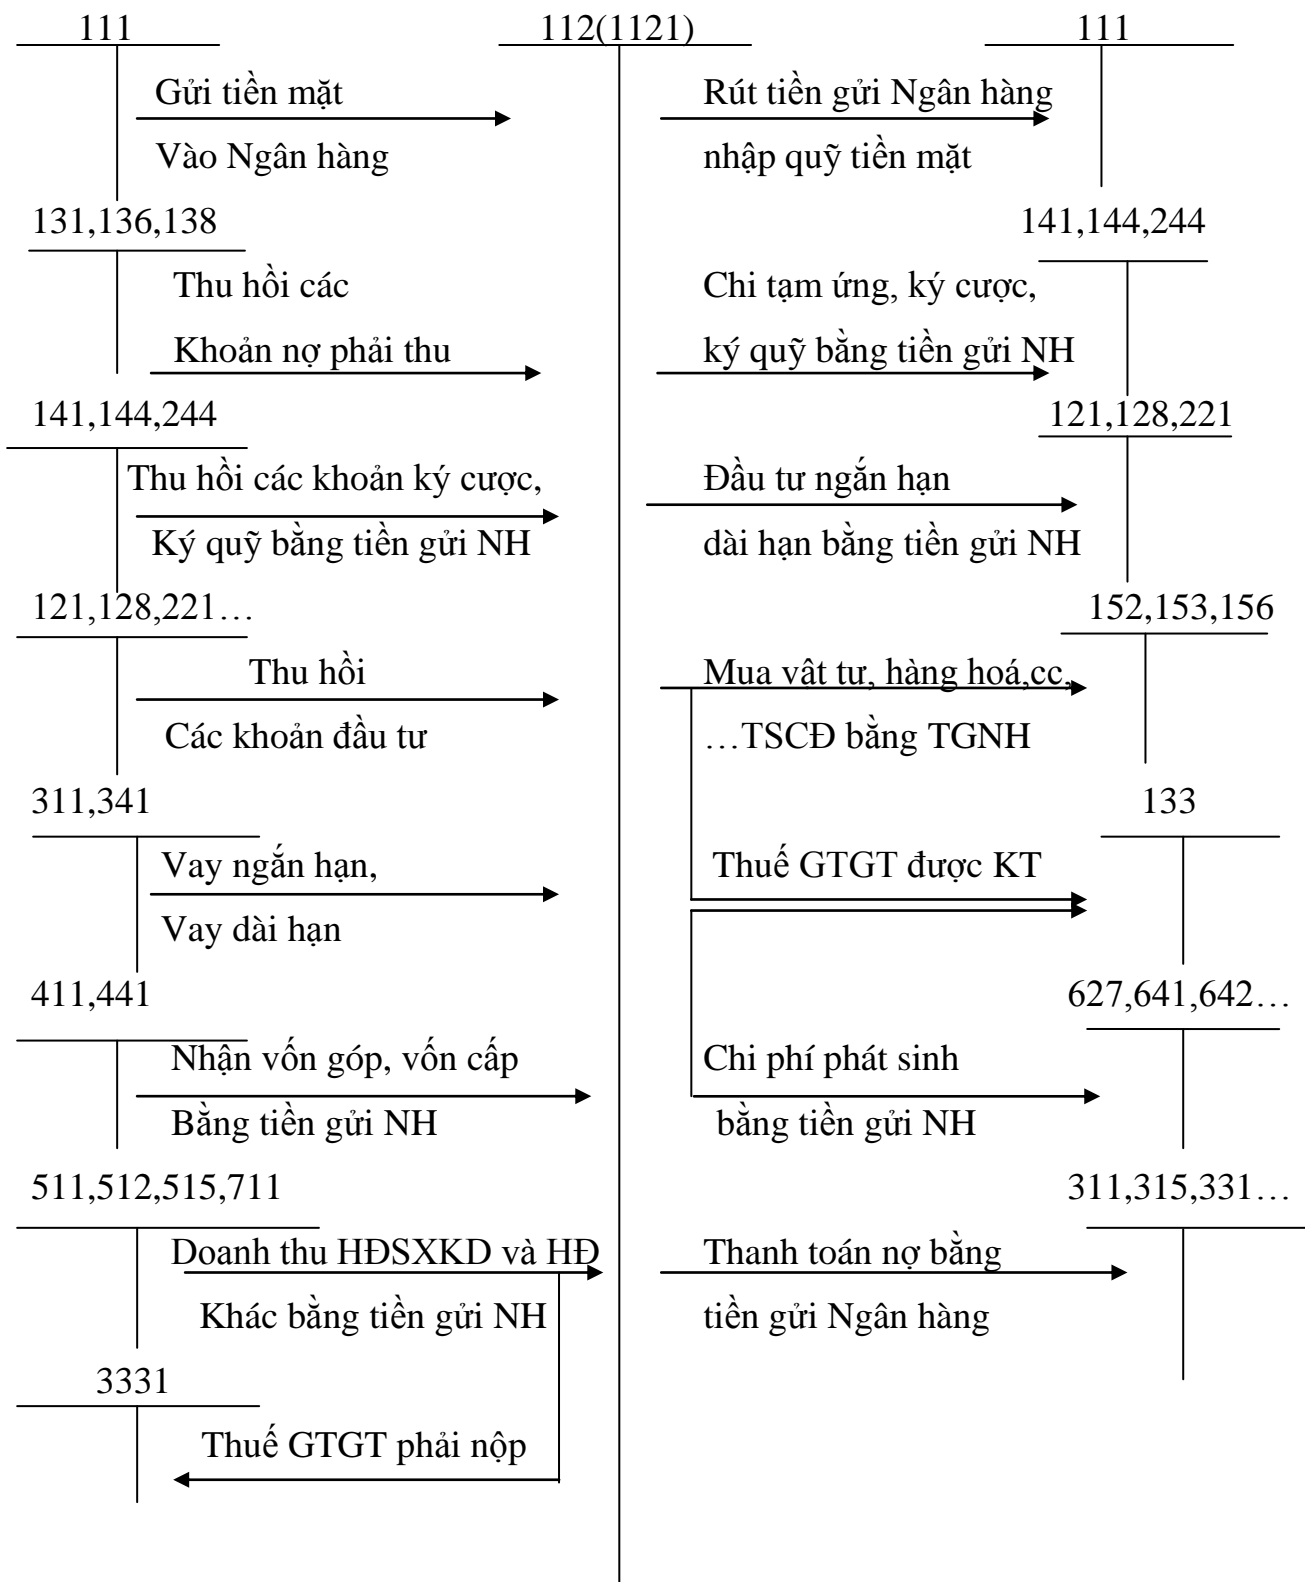 111
112(1121)
111
Gửi tiền mặt
Vào Ngân hàng
Rút tiền gửi Ngân hàng
nhập quỹ tiền mặt
131,136,138
141,144,244
Thu hồi các
Khoản nợ phải thu
Chi tạm ứng, ký cược,
ký quỹ bằng tiền gửi NH
141,144,244
121,128,221
Thu hồi các khoản ký cược,
Ký quỹ bằng tiền gửi NH
Đầu tư ngắn hạn
dài hạn bằng tiền gửi NH
121,128,221…
152,153,156
Thu hồi
Các khoản đầu tư
Mua vật tư, hàng hoá,cc,
…TSCĐ bằng TGNH
311,341
133
Vay ngắn hạn,
Vay dài hạn
Thuế GTGT được KT
411,441
627,641,642…
Nhận vốn góp, vốn cấp
Bằng tiền gửi NH
Chi phí phát sinh
bằng tiền gửi NH
511,512,515,711
311,315,331…
Doanh thu HĐSXKD và HĐ
Khác bằng tiền gửi NH
Thanh toán nợ bằng
tiền gửi Ngân hàng
3331
Thuế GTGT phải nộp